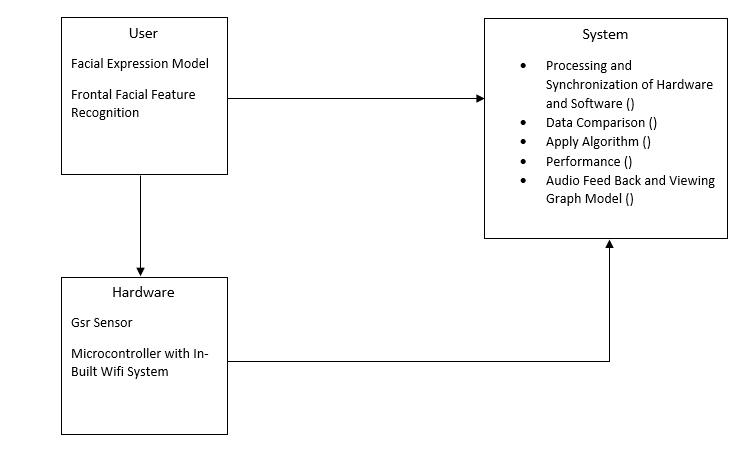 User
Facial Expression Model
Frontal Facial Feature
Recognition
System
• Processing and
Synchronization of Hardware
and Software ()
• Data Comparison ()
• Apply Algorithm ()
• Performance ()
• Audio Feed Back and Viewing
Graph Model ()
Hardware
Gsr Sensor
Microcontroller with In-
Built Wifi System